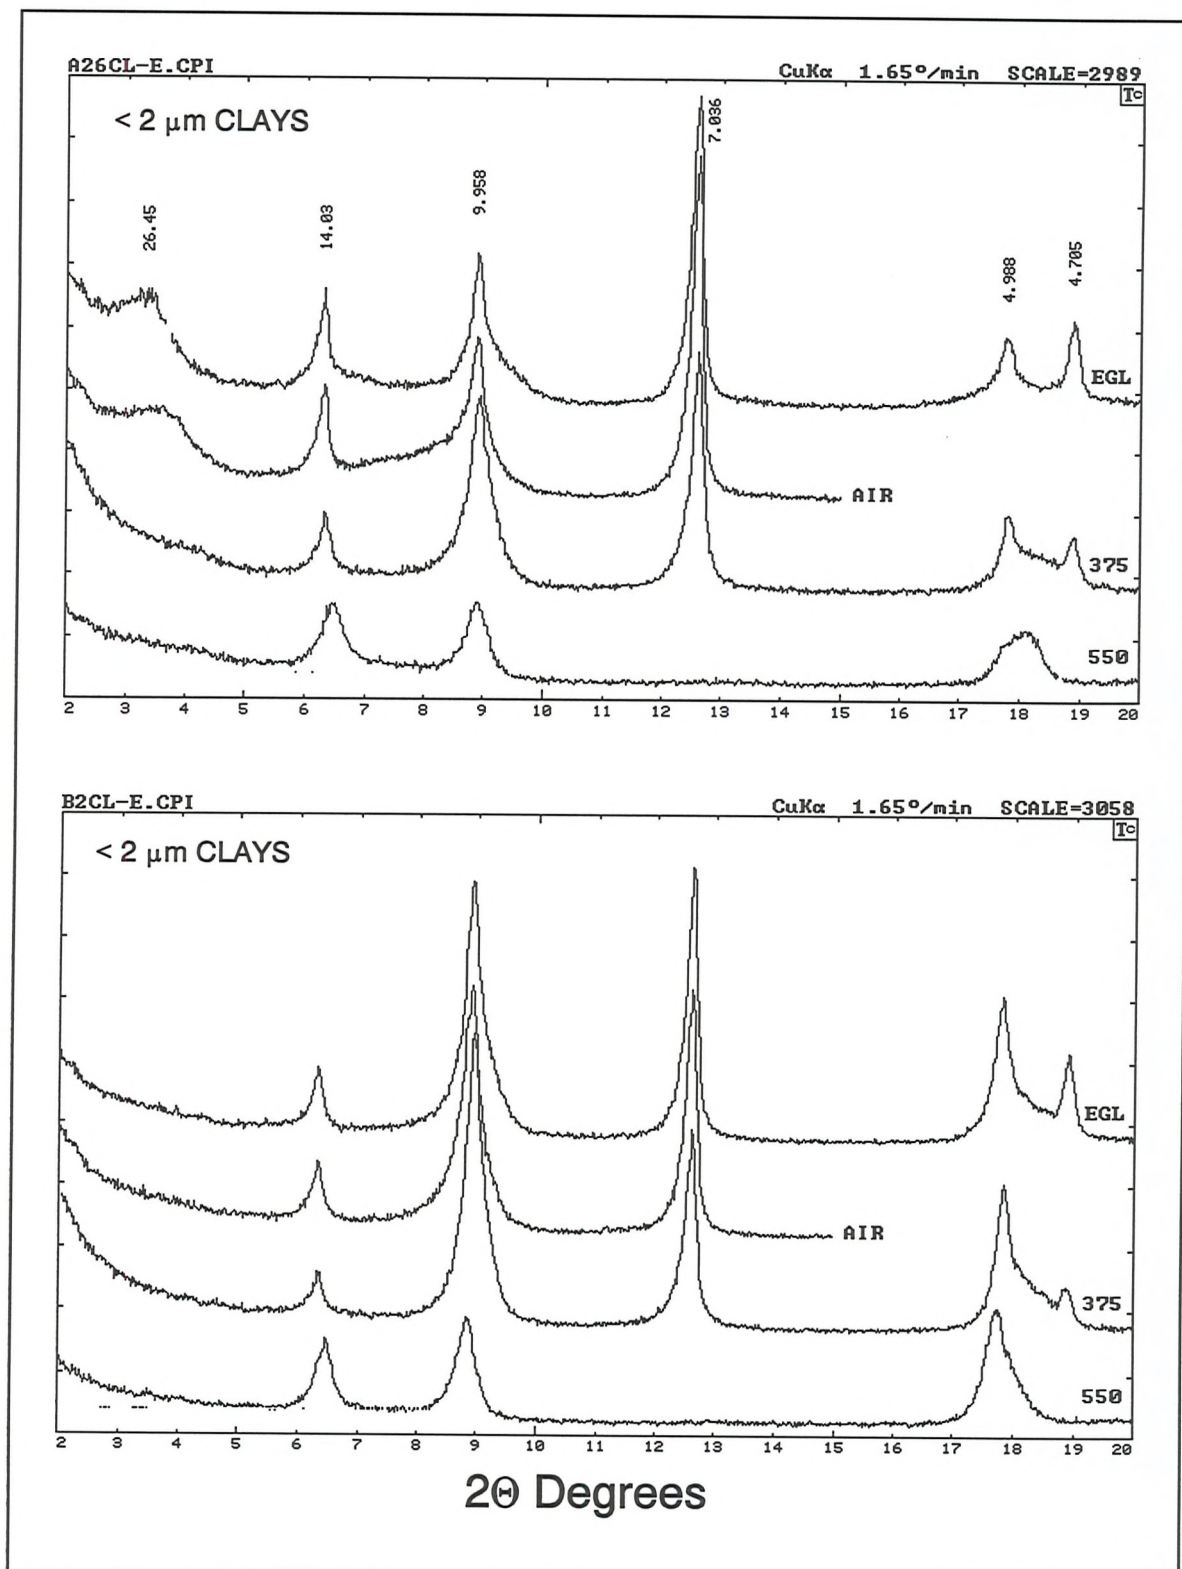 A26CL-E.CPI CuKα 1.65°/min SCALE=2989
Tc
< 2 μm CLAYS
26.45
14.03
9.958
7.036
4.988
4.705
EGL
AIR
375
550
2 3 4 5 6 7 8 9 10 11 12 13 14 15 16 17 18 19 20
B2CL-E.CPI CuKα 1.65°/min SCALE=3058
Tc
< 2 μm CLAYS
EGL
AIR
375
550
2 3 4 5 6 7 8 9 10 11 12 13 14 15 16 17 18 19 20
2Θ Degrees